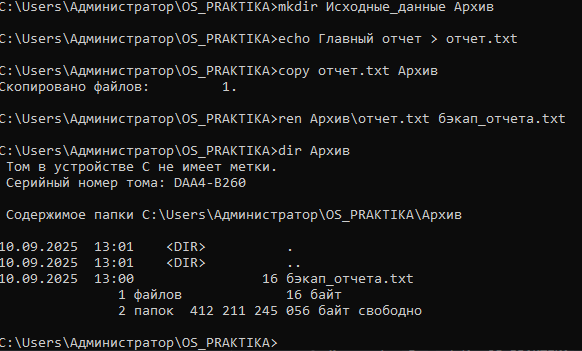 C:\Users\Администратор\OS_PRAKTIKA>mkdir Исходные_данные Архив
C:\Users\Администратор\OS_PRAKTIKA>echo Главный отчет > отчет.txt
C:\Users\Администратор\OS_PRAKTIKA>copy отчет.txt Архив
Скопировано файлов:         1.
C:\Users\Администратор\OS_PRAKTIKA>ren Архив\отчет.txt бэкап_отчета.txt
C:\Users\Администратор\OS_PRAKTIKA>dir Архив
 Том в устройстве C не имеет метки.
 Серийный номер тома: DAA4-B260
 Содержимое папки C:\Users\Администратор\OS_PRAKTIKA\Архив
10.09.2025  13:01    <DIR>          .
10.09.2025  13:01    <DIR>          ..
10.09.2025  13:00                16 бэкап_отчета.txt
               1 файлов             16 байт
               2 папок  412 211 245 056 байт свободно
C:\Users\Администратор\OS_PRAKTIKA>